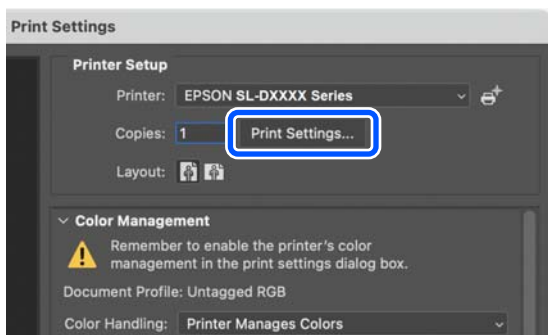 Print Settings
Printer Setup
Printer: EPSON SL-DXXXX Series
Copies: 1 Print Settings...
Layout:
Color Management
Remember to enable the printer's color
management in the print settings dialog box.
Document Profile: Untagged RGB
Color Handling: Printer Manages Colors